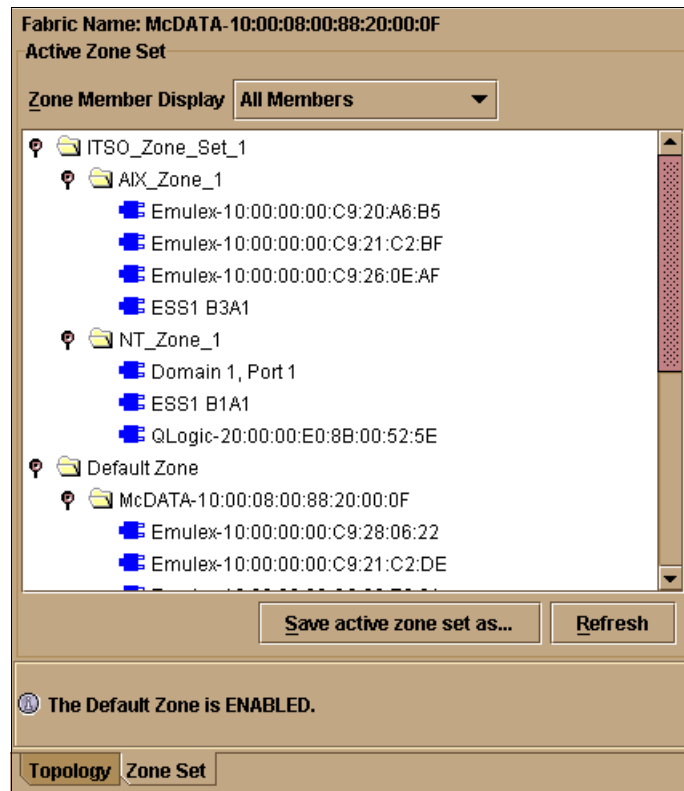 Fabric Name: McDATA-10:00:08:00:88:20:00:0F
Active Zone Set
Zone Member Display All Members
ITSO_Zone_Set_1
AIX_Zone_1
Emulex-10:00:00:00:C9:20:A6:B5
Emulex-10:00:00:00:C9:21:C2:BF
Emulex-10:00:00:00:C9:26:0E:AF
ESS1 B3A1
NT_Zone_1
Domain 1, Port 1
ESS1 B1A1
QLogic-20:00:00:E0:8B:00:52:5E
Default Zone
McDATA-10:00:08:00:88:20:00:0F
Emulex-10:00:00:00:C9:28:06:22
Emulex-10:00:00:00:C9:21:C2:DE
Save active zone set as... Refresh
The Default Zone is ENABLED.
Topology Zone Set